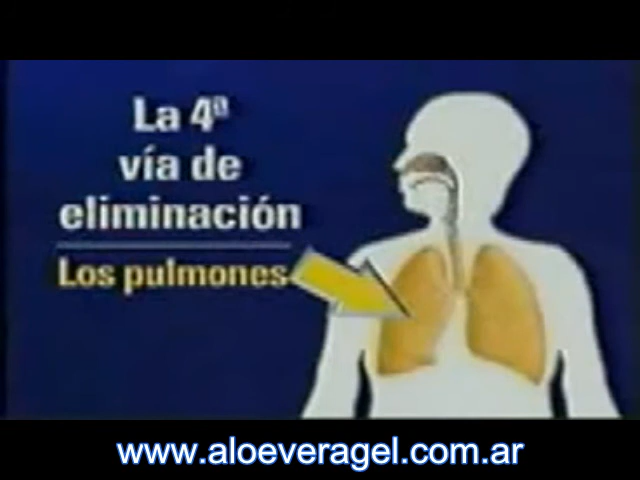 La 4ª
vía de
eliminación
Los pulmones
www.aloeveragel.com.ar